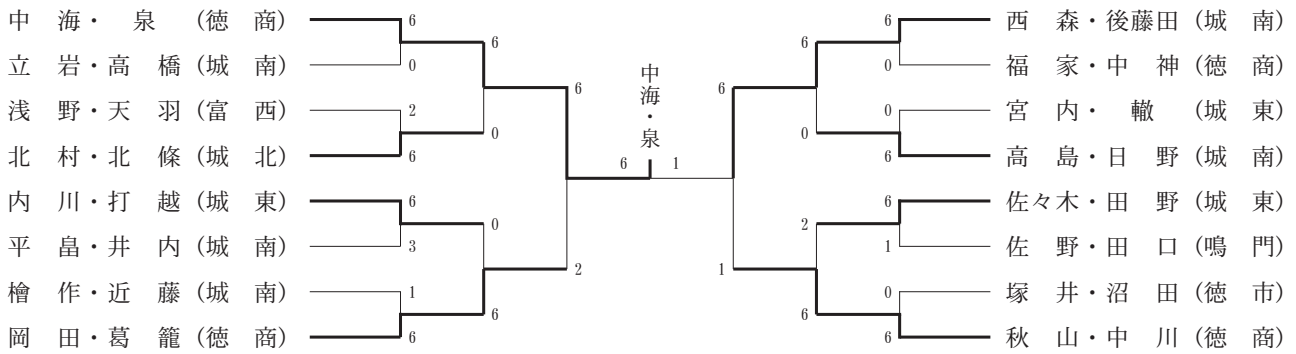 中　海・　泉　(徳　商)
立　岩・高　橋(城　南)
浅　野・天　羽(富　西)
北　村・北　條(城　北)
内　川・打　越(城　東)
平　畠・井　内(城　南)
檜　作・近　藤(城　南)
岡　田・葛　籠(徳　商)
6
0
2
6
6
3
1
6
6
0
0
6
6
2
中海・泉
6 1
6
1
6
0
2
6
6
0
0
6
6
1
0
6
西　森・後藤田(城　南)
福　家・中　神(徳　商)
宮　内・　轍　(城　東)
高　島・日　野(城　南)
佐々木・田　野(城　東)
佐　野・田　口(鳴　門)
塚　井・沼　田(徳　市)
秋　山・中　川(徳　商)